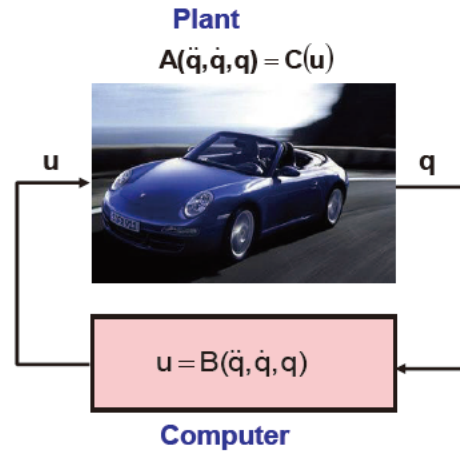 Plant
A(q̈,q̇,q) = C(u)
u
q
u = B(q̈,q̇,q)
Computer